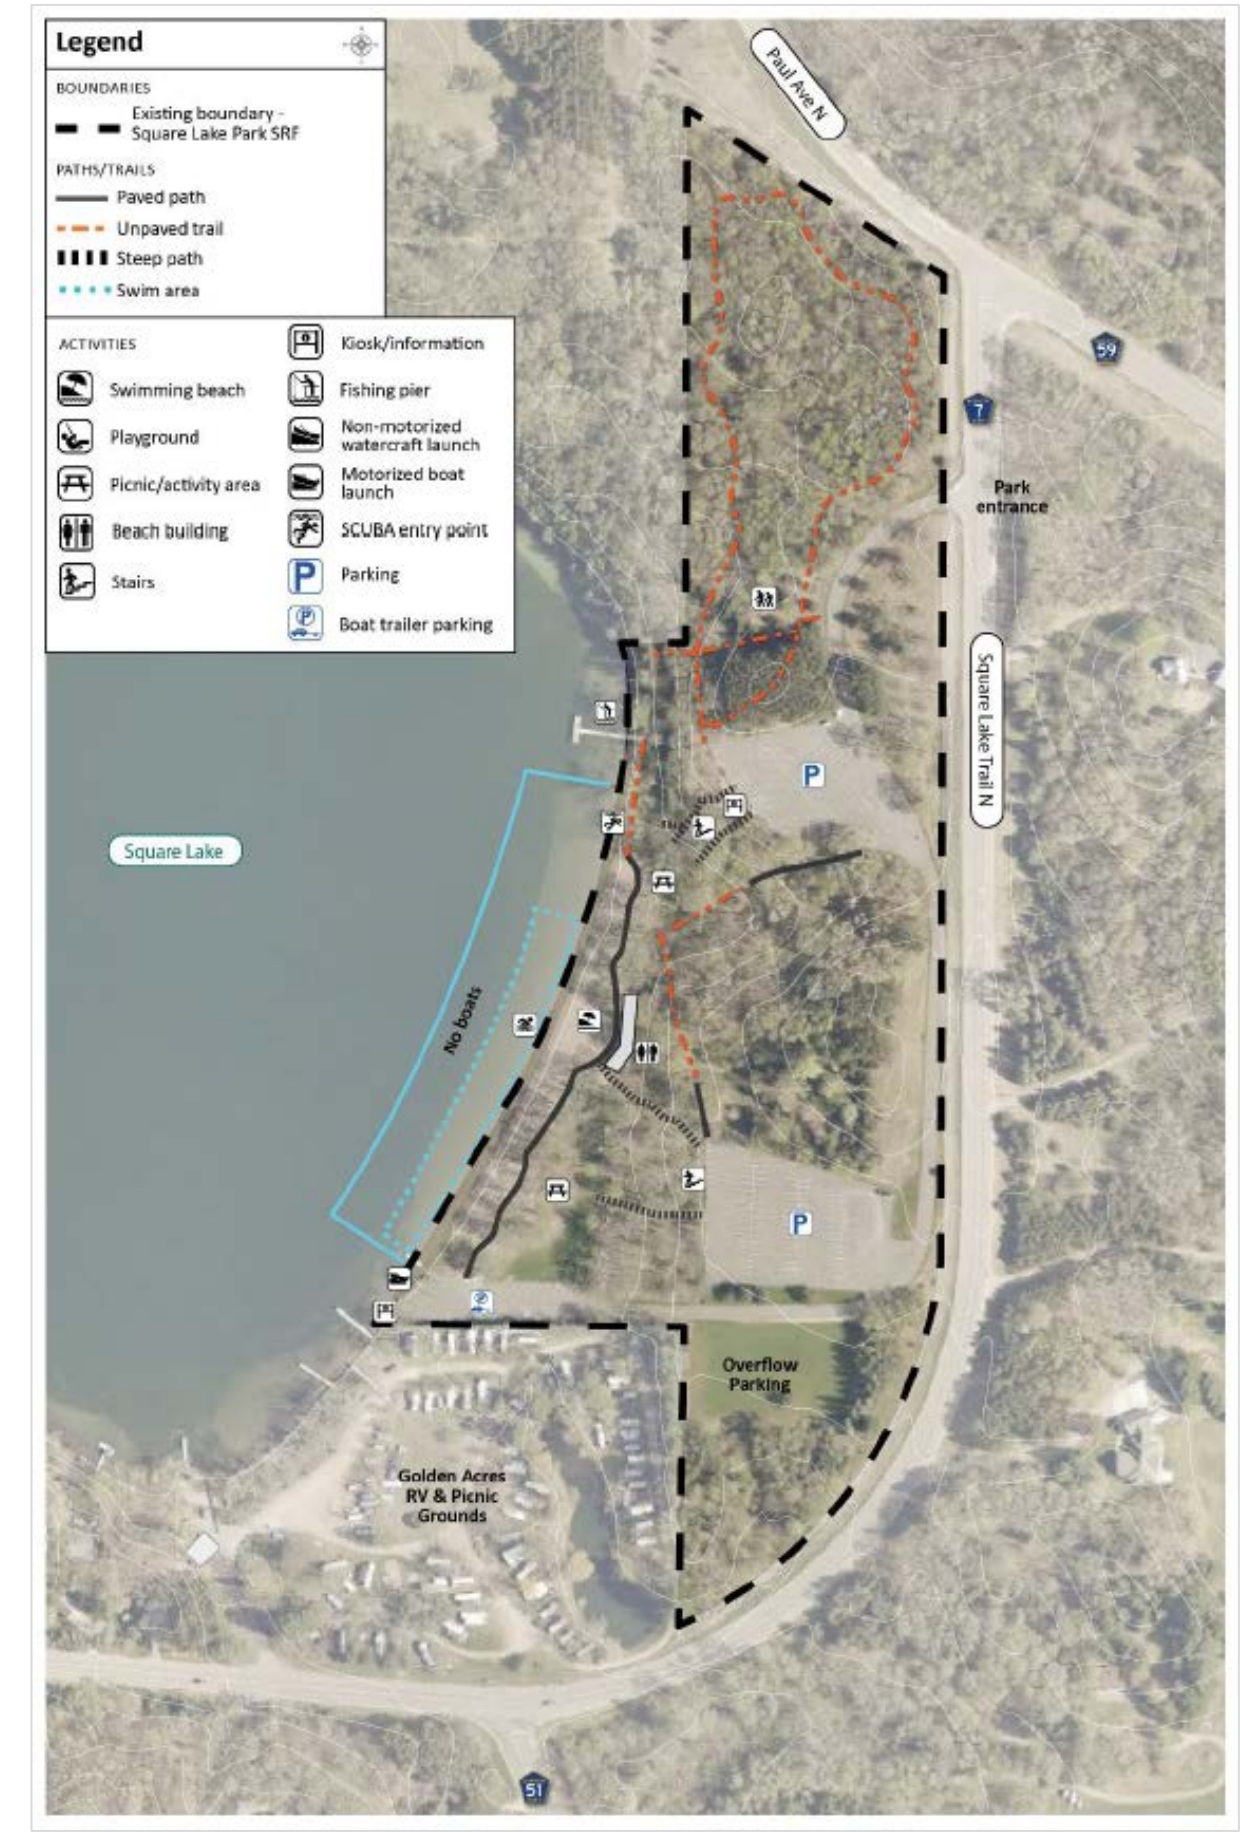 Legend
BOUNDARIES
Existing boundary -
Square Lake Park SRF
PATHS/TRAILS
Paved path
Unpaved trail
Steep path
Swim area
ACTIVITIES
Swimming beach
Playground
Picnic/activity area
Beach building
Stairs
Kiosk/information
Fishing pier
Non-motorized
watercraft launch
Motorized boat
launch
SCUBA entry point
P
Parking
P
Boat trailer parking
Paul Ave N
59
7
Park
entrance
Square Lake Trail N
P
Square Lake
No boats
P
P
Overflow
Parking
Golden Acres
RV & Picnic
Grounds
51